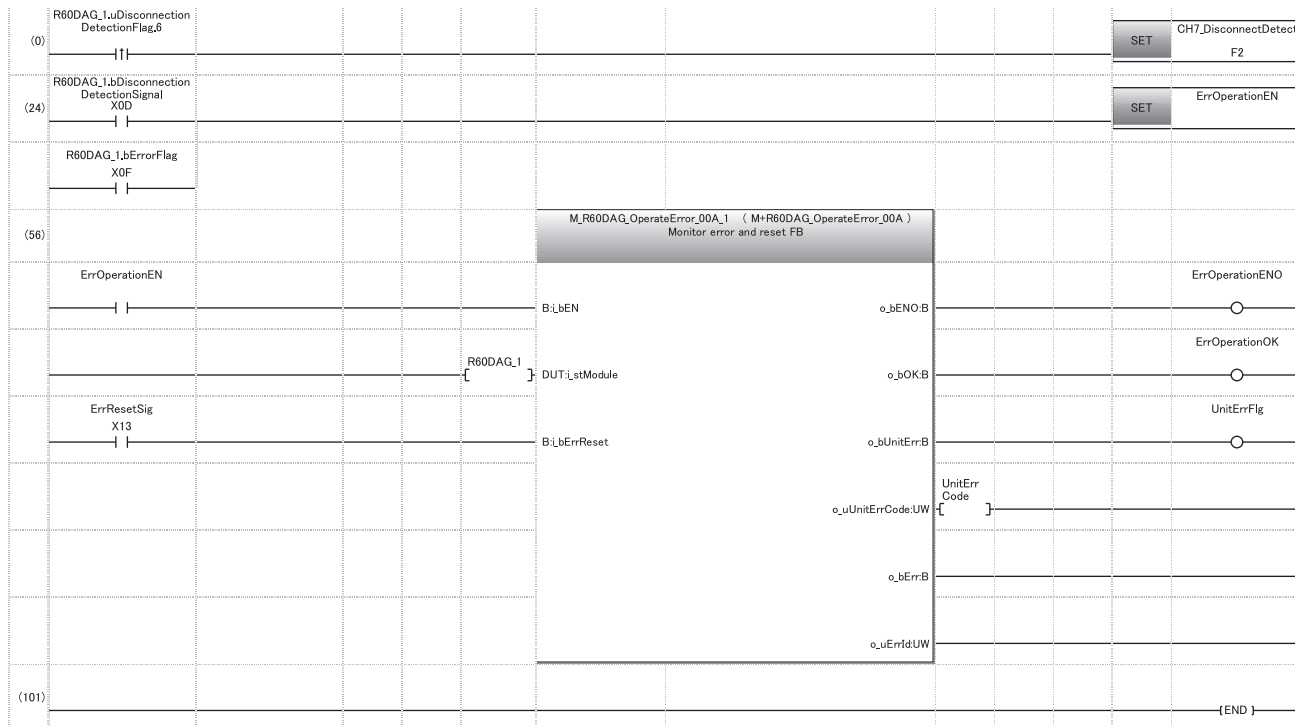 R60DAG_1.uDisconnection
DetectionFlag.6
(0)
SET
CH7_DisconnectDetect
F2
R60DAG_1.bDisconnection
DetectionSignal
X0D
(24)
SET
ErrOperationEN
R60DAG_1.bErrorFlag
X0F
(56)
M_R60DAG_OperateError_00A_1 ( M+R60DAG_OperateError_00A )
Monitor error and reset FB
ErrOperationEN
B:i_bEN
o_bENO:B
ErrOperationENO
R60DAG_1
DUT:i_stModule
o_bOK:B
ErrOperationOK
ErrResetSig
X13
B:i_bErrReset
o_bUnitErr:B
UnitErrFlg
o_uUnitErrCode:UW
UnitErr
Code
o_bErr:B
o_uErrId:UW
(101)
END